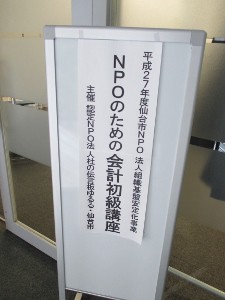 平成27年度仙台市NPO法人組織基盤安定化事業
NPOのための会計初級講座
主催 認定NPO法人杜の伝言板ゆるる・仙台市